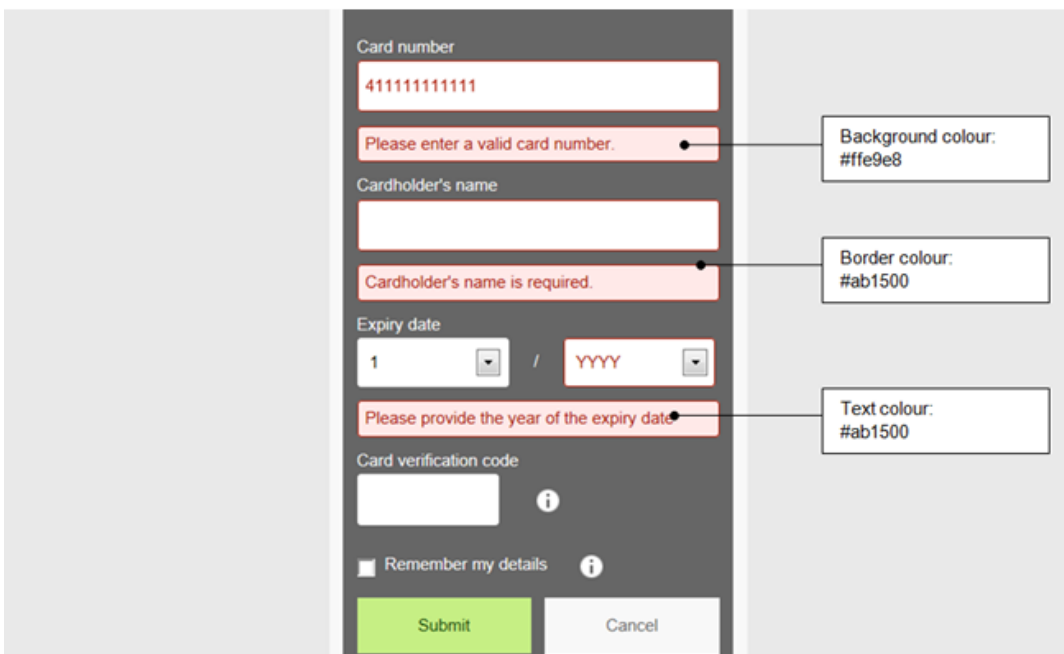 Card number
411111111111
Please enter a valid card number.
Background colour:
#ffe9e8
Cardholder's name
Border colour:
#ab1500
Cardholder's name is required.
Expiry date
1 / YYYY
Please provide the year of the expiry date
Text colour:
#ab1500
Card verification code
i
Remember my details i
Submit Cancel